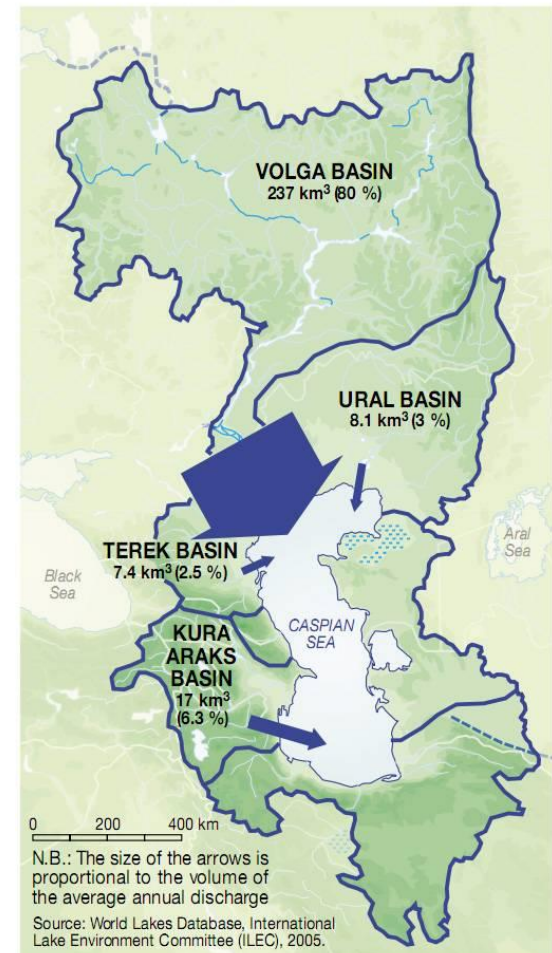 VOLGA BASIN
237 km³ (80 %)
URAL BASIN
8.1 km³ (3 %)
TEREK BASIN
7.4 km³ (2.5 %)
Black
Sea
Aral
Sea
CASPIAN
SEA
KURA
ARAKS
BASIN
17 km³
(6.3 %)
0 200 400 km
N.B.: The size of the arrows is
proportional to the volume of
the average annual discharge
Source: World Lakes Database, International
Lake Environment Committee (ILEC), 2005.